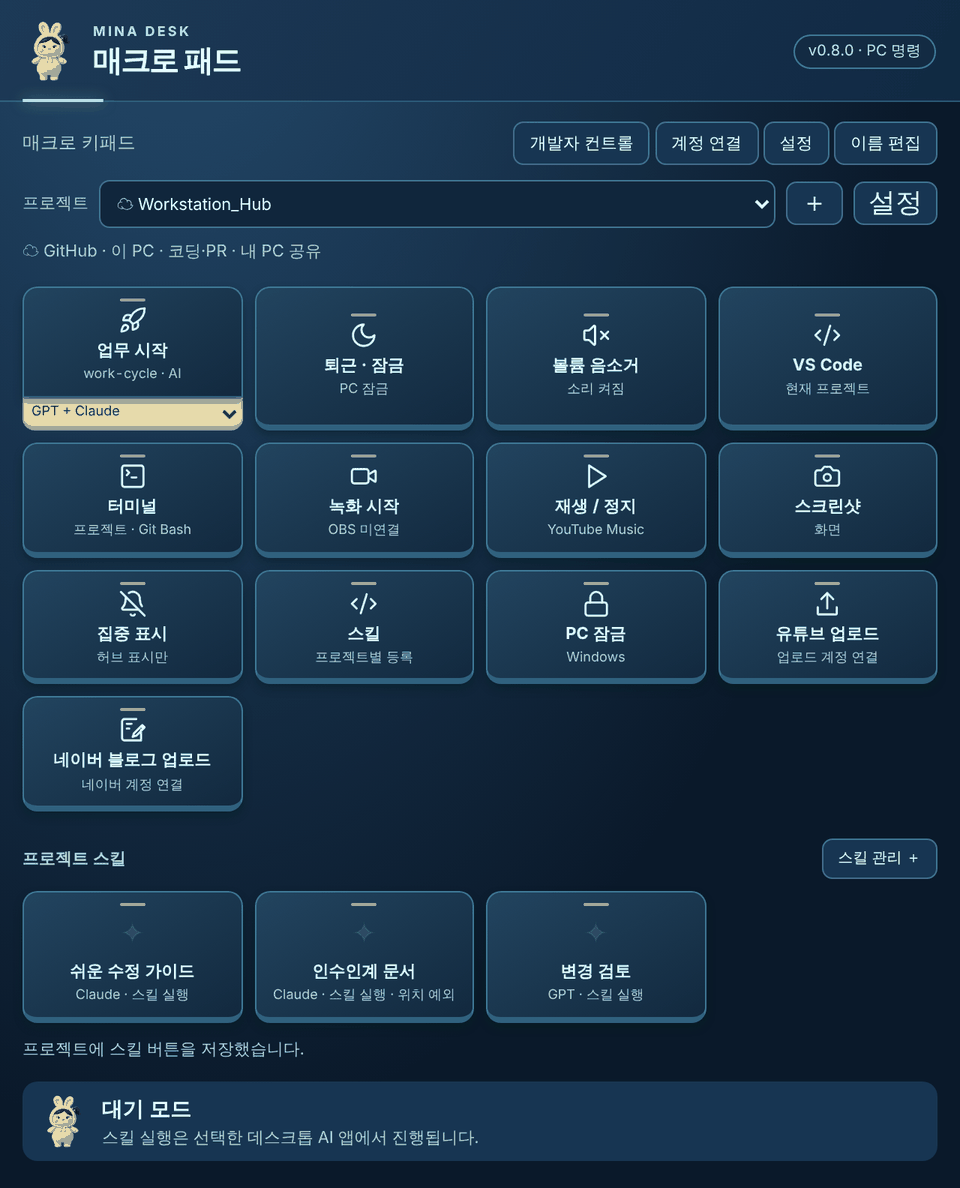 MINA DESK
매크로 패드
v0.8.0 · PC 명령
매크로 키패드
개발자 컨트롤
계정 연결
설정
이름 편집
프로젝트
Workstation_Hub
+
설정
GitHub · 이 PC · 코딩·PR · 내 PC 공유
업무 시작
work-cycle · AI
GPT + Claude
퇴근 · 잠금
PC 잠금
볼륨 음소거
소리 켜짐
VS Code
현재 프로젝트
터미널
프로젝트 · Git Bash
녹화 시작
OBS 미연결
재생 / 정지
YouTube Music
스크린샷
화면
집중 표시
허브 표시만
스킬
프로젝트별 등록
PC 잠금
Windows
유튜브 업로드
업로드 계정 연결
네이버 블로그 업로드
네이버 계정 연결
프로젝트 스킬
스킬 관리 +
쉬운 수정 가이드
Claude · 스킬 실행
인수인계 문서
Claude · 스킬 실행 · 위치 예외
변경 검토
GPT · 스킬 실행
프로젝트에 스킬 버튼을 저장했습니다.
대기 모드
스킬 실행은 선택한 데스크톱 AI 앱에서 진행됩니다.